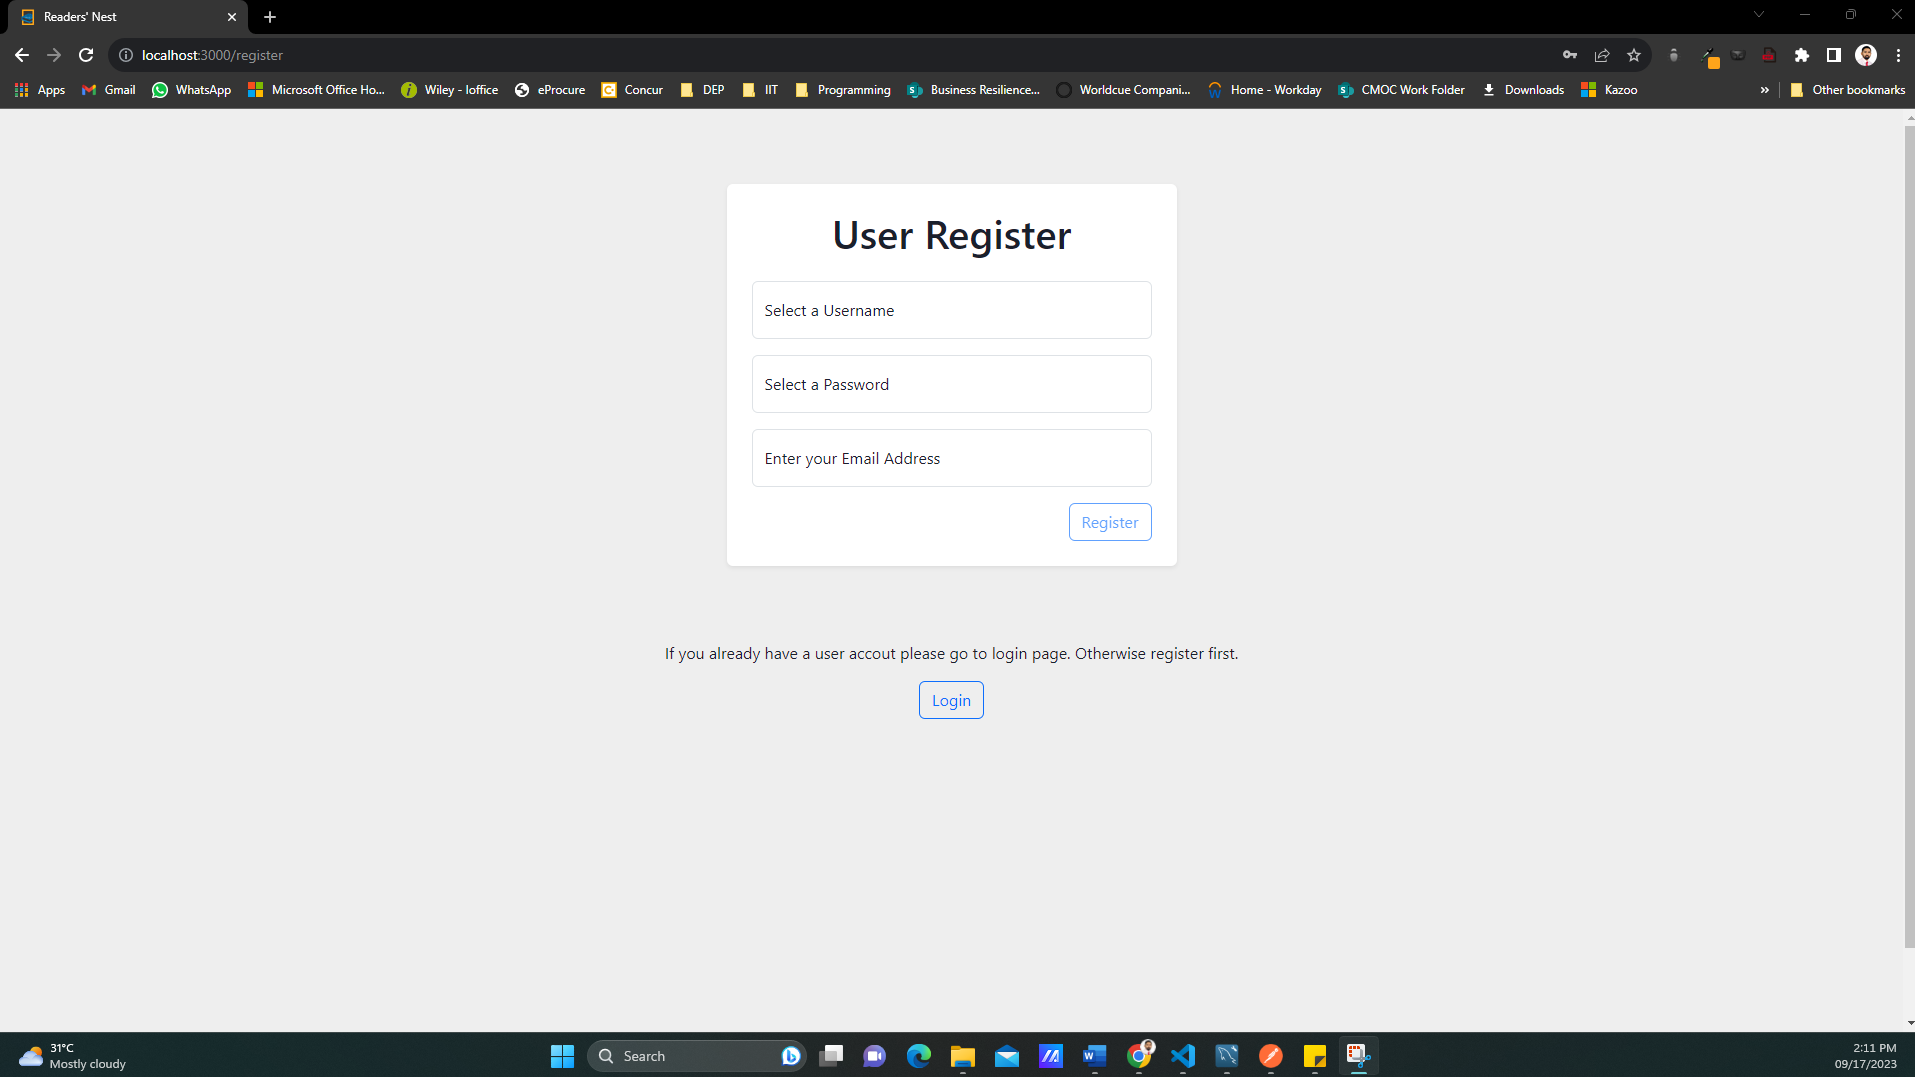 Readers' Nest
localhost:3000/register
Apps Gmail WhatsApp Microsoft Office Ho... Wiley - Ioffice eProcure Concur DEP IIT Programming Business Resilience... Worldcue Compani... Home - Workday CMOC Work Folder Downloads Kazoo » Other bookmarks
User Register
Select a Username
Select a Password
Enter your Email Address
Register
If you already have a user accout please go to login page. Otherwise register first.
Login
31°C
Mostly cloudy
Search
2:11 PM
09/17/2023